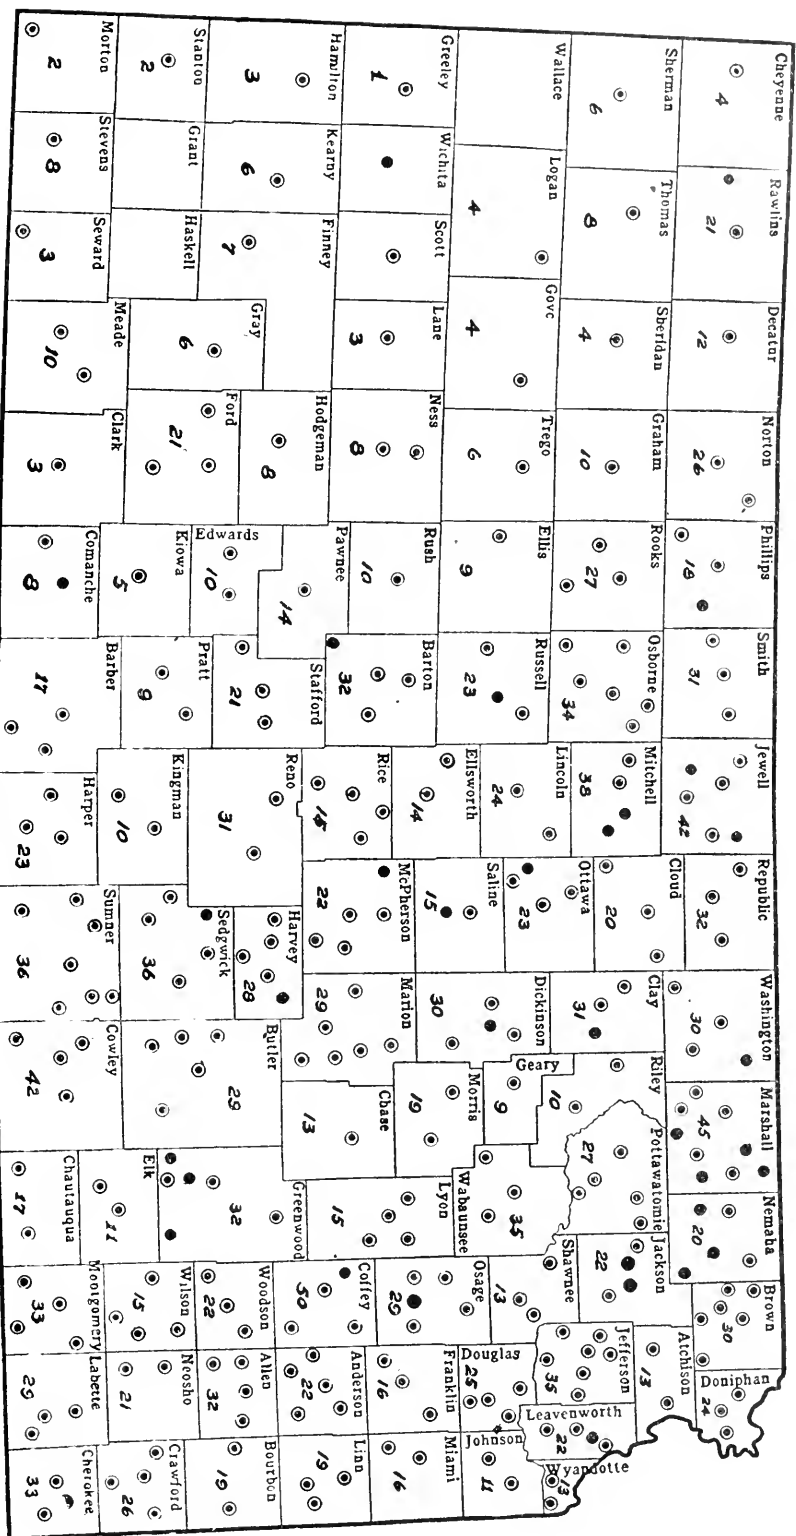 Cheyenne
4
Rawlins
21
Decatur
12
Norton
26
Phillips
18
Smith
31
Jewell
42
Republic
32
Washington
30
Marshall
45
Nemaha
20
Brown
30
Doniphan
24
Sherman
6
Thomas
8
Sheridan
4
Graham
10
Rooks
27
Osborne
34
Mitchell
38
Cloud
20
Clay
31
Riley
10
Pottawatomie
27
Jackson
22
Atchison
13
Wallace
Logan
4
Gove
4
Trego
6
Ellis
9
Russell
23
Lincoln
24
Ottawa
23
Saline
15
Dickinson
30
Geary
9
Wabaunsee
35
Shawnee
13
Jefferson
35
Leavenworth
22
Wyandotte
13
Greeley
1
Wichita
Scott
Lane
3
Ness
8
Rush
10
Barton
32
Ellsworth
14
Rice
McPherson
22
Marion
29
Morris
19
Chase
13
Lyon
15
Osage
29
Douglas
25
Johnson
11
Franklin
16
Miami
16
Hamilton
3
Kearny
6
Finney
7
Hodgeman
8
Pawnee
14
Stafford
21
Reno
31
Harvey
28
Butler
29
Greenwood
32
Coffey
50
Anderson
22
Linn
19
Stanton
2
Grant
Haskell
Gray
6
Ford
21
Edwards
10
Kiowa
5
Pratt
9
Kingman
10
Sedgwick
36
Elk
11
Woodson
22
Allen
32
Bourbon
19
Wilson
15
Neosho
21
Crawford
26
Morton
2
Stevens
8
Seward
3
Meade
10
Clark
3
Comanche
8
Barber
17
Harper
23
Sumner
36
Cowley
42
Chautauqua
17
Montgomery
33
Labette
29
Cherokee
33